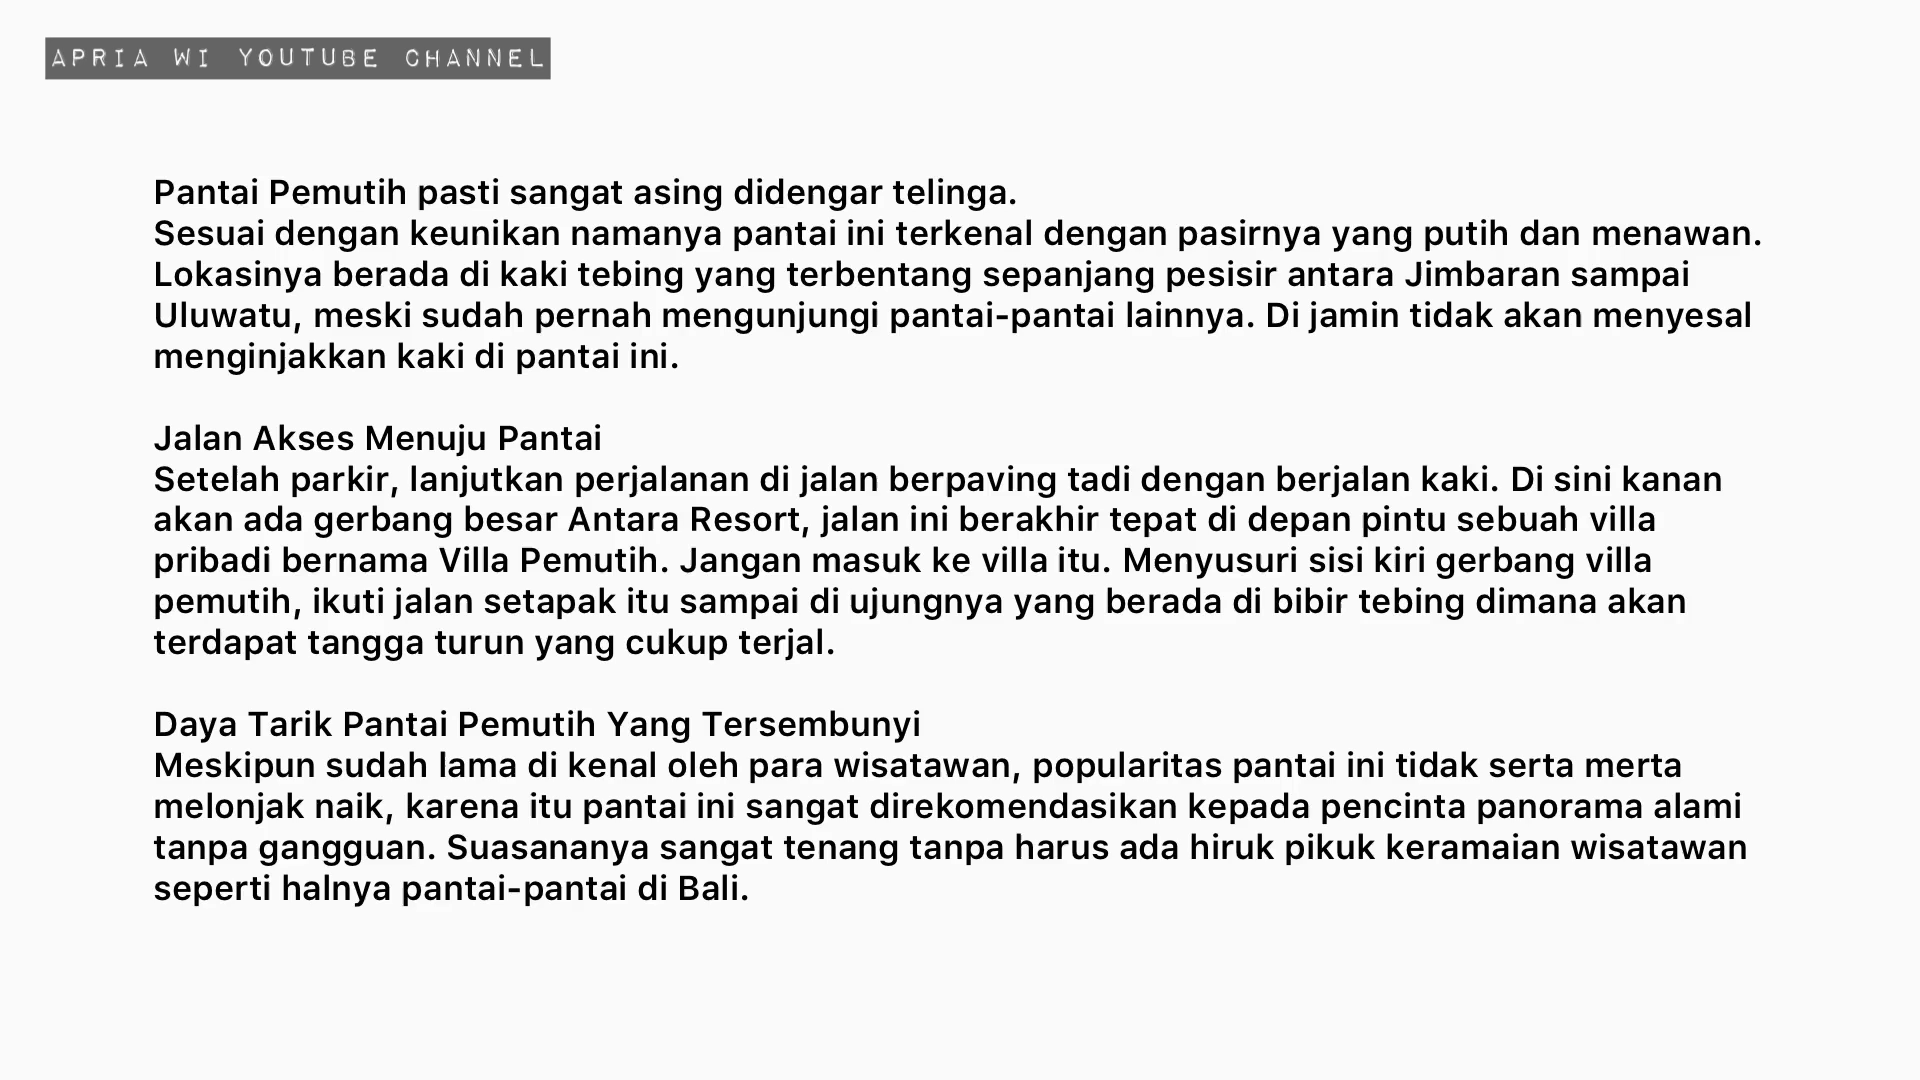 APRIA WI YOUTUBE CHANNEL
Pantai Pemutih pasti sangat asing didengar telinga.
Sesuai dengan keunikan namanya pantai ini terkenal dengan pasirnya yang putih dan menawan.
Lokasinya berada di kaki tebing yang terbentang sepanjang pesisir antara Jimbaran sampai
Uluwatu, meski sudah pernah mengunjungi pantai-pantai lainnya. Di jamin tidak akan menyesal
menginjakkan kaki di pantai ini.
Jalan Akses Menuju Pantai
Setelah parkir, lanjutkan perjalanan di jalan berpaving tadi dengan berjalan kaki. Di sini kanan
akan ada gerbang besar Antara Resort, jalan ini berakhir tepat di depan pintu sebuah villa
pribadi bernama Villa Pemutih. Jangan masuk ke villa itu. Menyusuri sisi kiri gerbang villa
pemutih, ikuti jalan setapak itu sampai di ujungnya yang berada di bibir tebing dimana akan
terdapat tangga turun yang cukup terjal.
Daya Tarik Pantai Pemutih Yang Tersembunyi
Meskipun sudah lama di kenal oleh para wisatawan, popularitas pantai ini tidak serta merta
melonjak naik, karena itu pantai ini sangat direkomendasikan kepada pencinta panorama alami
tanpa gangguan. Suasananya sangat tenang tanpa harus ada hiruk pikuk keramaian wisatawan
seperti halnya pantai-pantai di Bali.